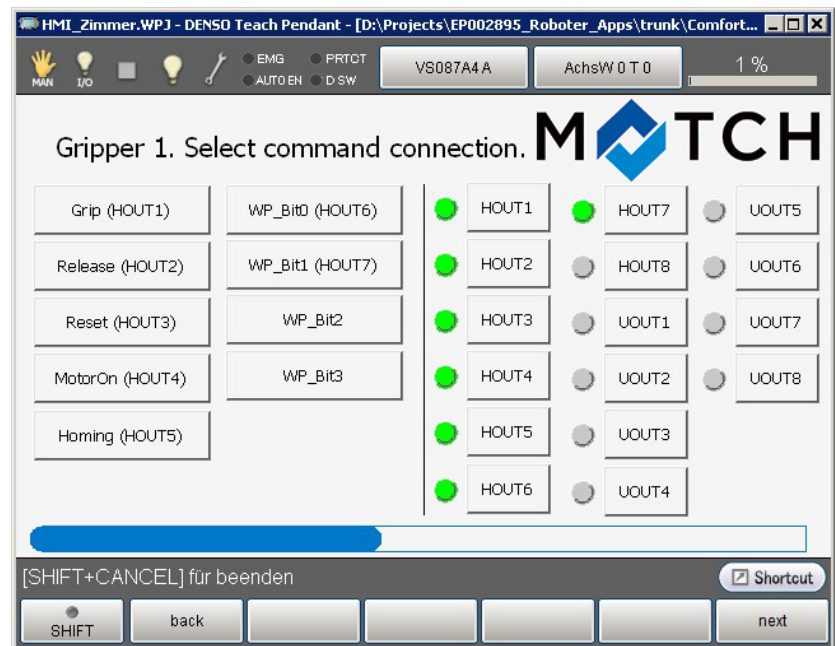 HMI_Zimmer.WPJ - DENSO Teach Pendant - [D:\Projects\EP002895_Roboter_Apps\trunk\Comfort...
MAN I/O EMG PRTCT AUTO EN D SW VS087A4 A AchsW 0 T 0 1 %
Gripper 1. Select command connection. MATCH
Grip (HOUT1) WP_Bit0 (HOUT6) HOUT1 HOUT7 UOUT5
Release (HOUT2) WP_Bit1 (HOUT7) HOUT2 HOUT8 UOUT6
Reset (HOUT3) WP_Bit2 HOUT3 UOUT1 UOUT7
MotorOn (HOUT4) WP_Bit3 HOUT4 UOUT2 UOUT8
Homing (HOUT5) HOUT5 UOUT3
HOUT6 UOUT4
[SHIFT+CANCEL] für beenden Shortcut
SHIFT back next